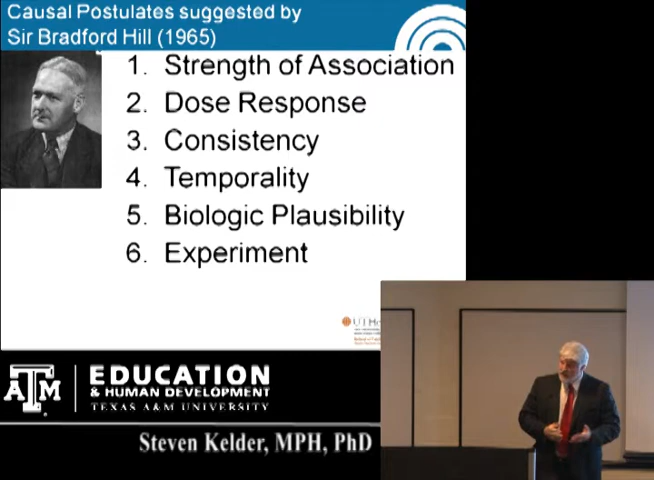 Causal Postulates suggested by
Sir Bradford Hill (1965)
1. Strength of Association
2. Dose Response
3. Consistency
4. Temporality
5. Biologic Plausibility
6. Experiment
ATM
EDUCATION
& HUMAN DEVELOPMENT
TEXAS A&M UNIVERSITY
Steven Kelder, MPH, PhD